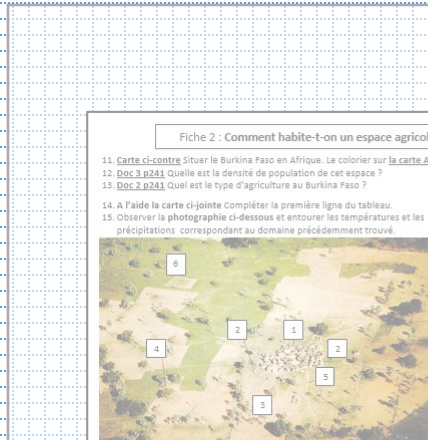 Fiche 2 : Comment habite-t-on un espace agricol
11. Carte ci-contre Situer le Burkina Faso en Afrique. Le colorier sur la carte A
12. Doc 3 p241 Quelle est la densité de population de cet espace ?
13. Doc 2 p241 Quel est le type d'agriculture au Burkina Faso ?
14. A l'aide la carte ci-jointe Compléter la première ligne du tableau.
15. Observer la photographie ci-dessous et entourer les températures et les
précipitations correspondant au domaine précédemment trouvé.
6
2 1
4 2
5
3